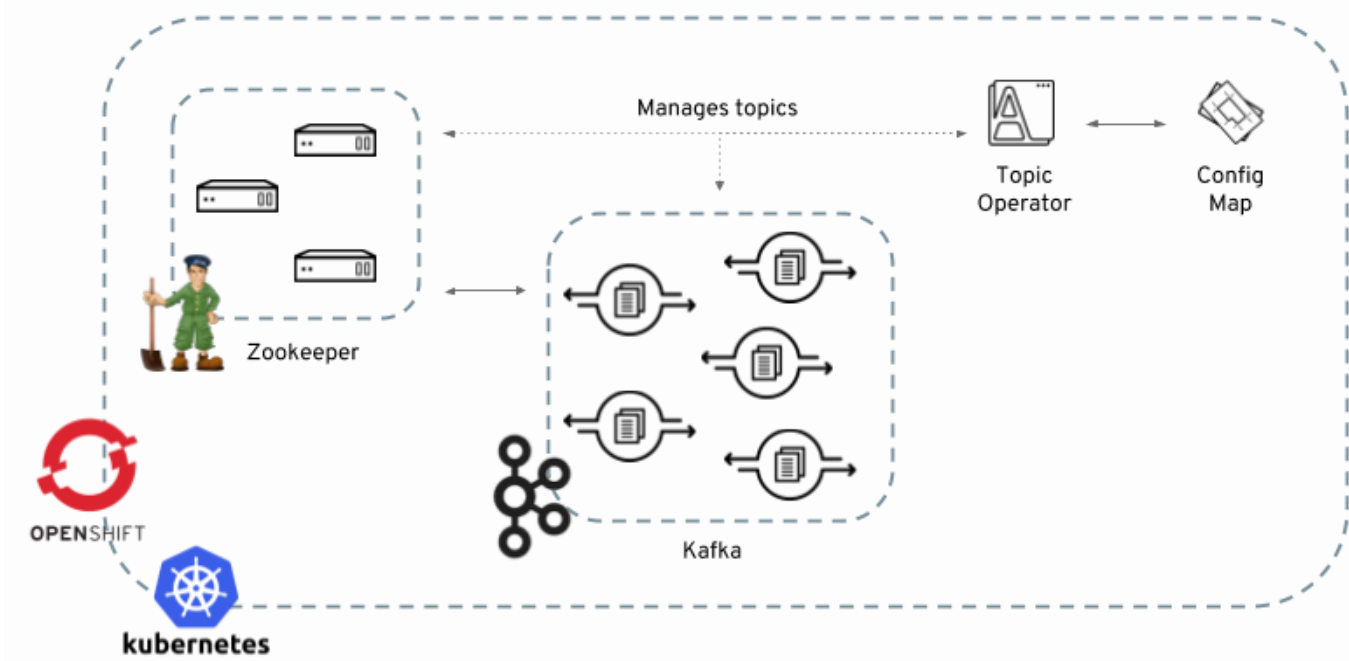 Manages topics
Topic
Operator
Config
Map
Zookeeper
OPENSHIFT
Kafka
kubernetes